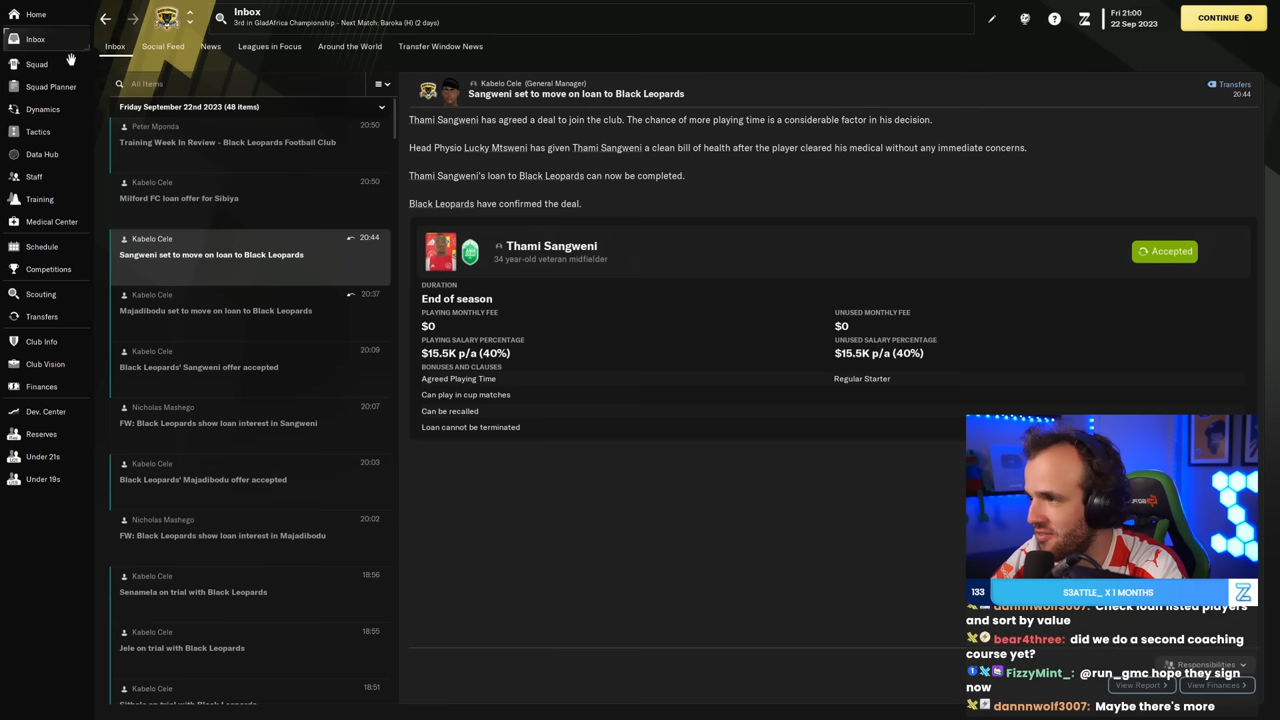 Home
Inbox
Squad
Squad Planner
Dynamics
Tactics
Data Hub
Staff
Training
Medical Center
Schedule
Competitions
Scouting
Transfers
Club Info
Club Vision
Finances
Dev. Center
Reserves
Under 21s
Under 19s
Inbox
3rd in GladAfrica Championship - Next Match: Baroka (H) (2 days)
Fri 21:00
22 Sep 2023
CONTINUE
Inbox
Social Feed
News
Leagues in Focus
Around the World
Transfer Window News
All Items
Friday September 22nd 2023 (48 items)
Peter Mponda 20:50
Training Week In Review - Black Leopards Football Club
Kabelo Cele 20:50
Milford FC loan offer for Sibiya
Kabelo Cele 20:44
Sangweni set to move on loan to Black Leopards
Kabelo Cele 20:37
Majadibodu set to move on loan to Black Leopards
Kabelo Cele 20:09
Black Leopards' Sangweni offer accepted
Nicholas Mashego 20:07
FW: Black Leopards show loan interest in Sangweni
Kabelo Cele 20:03
Black Leopards' Majadibodu offer accepted
Nicholas Mashego 20:02
FW: Black Leopards show loan interest in Majadibodu
Kabelo Cele 18:56
Senamela on trial with Black Leopards
Kabelo Cele 18:55
Jele on trial with Black Leopards
Kabelo Cele 18:51
Kabelo Cele (General Manager)
Sangweni set to move on loan to Black Leopards
Transfers
20:44
Thami Sangweni has agreed a deal to join the club. The chance of more playing time is a considerable factor in his decision.
Head Physio Lucky Mtsweni has given Thami Sangweni a clean bill of health after the player cleared his medical without any immediate concerns.
Thami Sangweni's loan to Black Leopards can now be completed.
Black Leopards have confirmed the deal.
Thami Sangweni
34 year-old veteran midfielder
Accepted
DURATION
End of season
PLAYING MONTHLY FEE
$0
UNUSED MONTHLY FEE
$0
PLAYING SALARY PERCENTAGE
$15.5K p/a (40%)
UNUSED SALARY PERCENTAGE
$15.5K p/a (40%)
BONUSES AND CLAUSES
Agreed Playing Time Regular Starter
Can play in cup matches
Can be recalled
Loan cannot be terminated
133 S3ATTLE_ X 1 MONTHS
dannnwolf3007: Check loan listed players
and sort by value
bear4three: did we do a second coaching
course yet?
FizzyMint_: @run_gmc hope they sign
now
dannnwolf3007: Maybe there's more
Responsibilities
View Report
View Finances